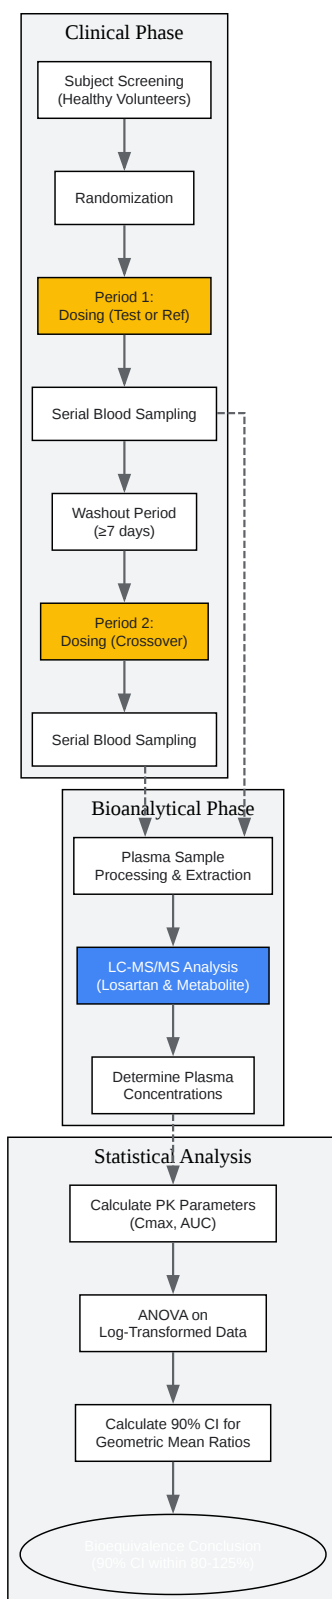 Clinical Phase
Subject Screening
(Healthy Volunteers)
Randomization
Period 1:
Dosing (Test or Ref)
Serial Blood Sampling
Washout Period
(≥7 days)
Period 2:
Dosing (Crossover)
Serial Blood Sampling
Bioanalytical Phase
Plasma Sample
Processing & Extraction
LC-MS/MS Analysis
(Losartan & Metabolite)
Determine Plasma
Concentrations
Statistical Analysis
Calculate PK Parameters
(Cmax, AUC)
ANOVA on
Log-Transformed Data
Calculate 90% CI for
Geometric Mean Ratios
Bioequivalence Conclusion
(90% CI within 80-125%)